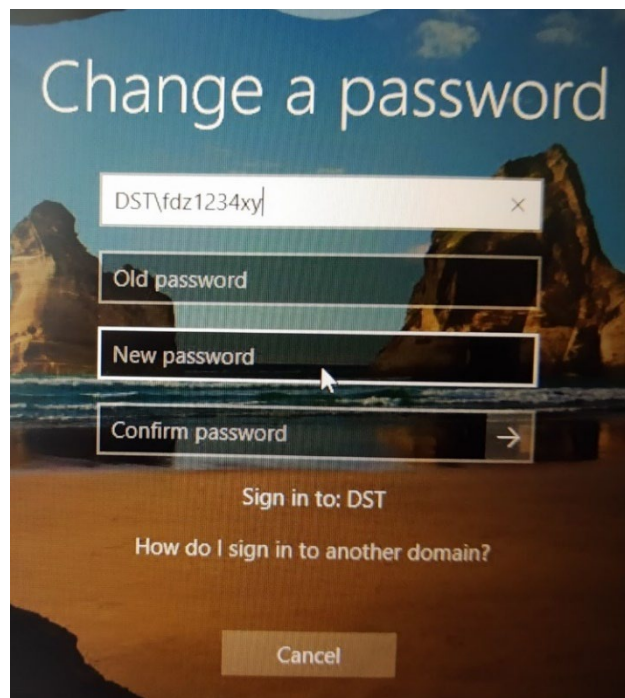 Change a password
DST\fdz1234xy
Old password
New password
Confirm password
Sign in to: DST
How do I sign in to another domain?
Cancel